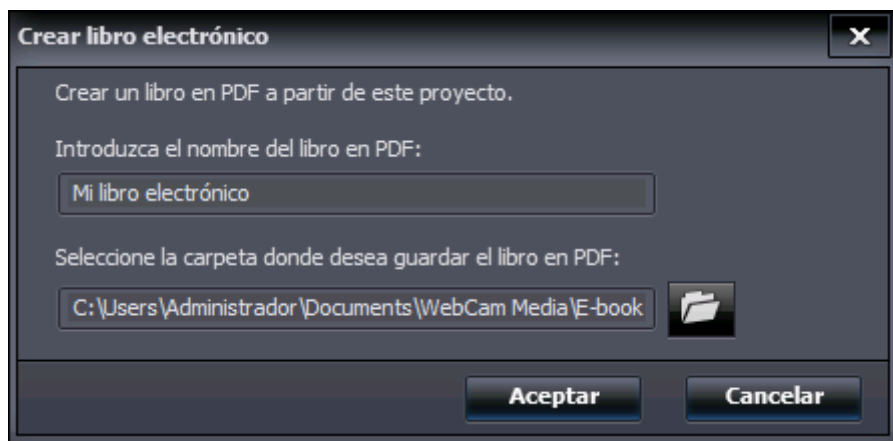 Crear libro electrónico
Crear un libro en PDF a partir de este proyecto.
Introduzca el nombre del libro en PDF:
Mi libro electrónico
Seleccione la carpeta donde desea guardar el libro en PDF:
C:\Users\Administrador\Documents\WebCam Media\E-book
Aceptar Cancelar